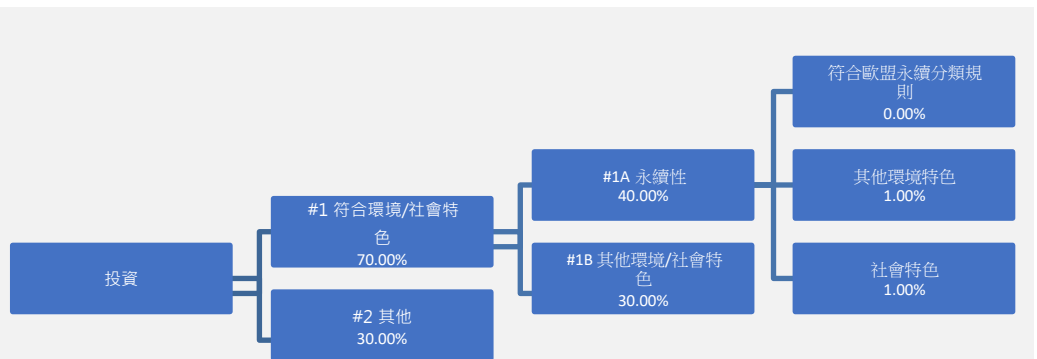 投資
#1 符合環境/社會特
色
70.00%
#2 其他
30.00%
#1A 永續性
40.00%
#1B 其他環境/社會特
色
30.00%
符合歐盟永續分類規
則
0.00%
其他環境特色
1.00%
社會特色
1.00%